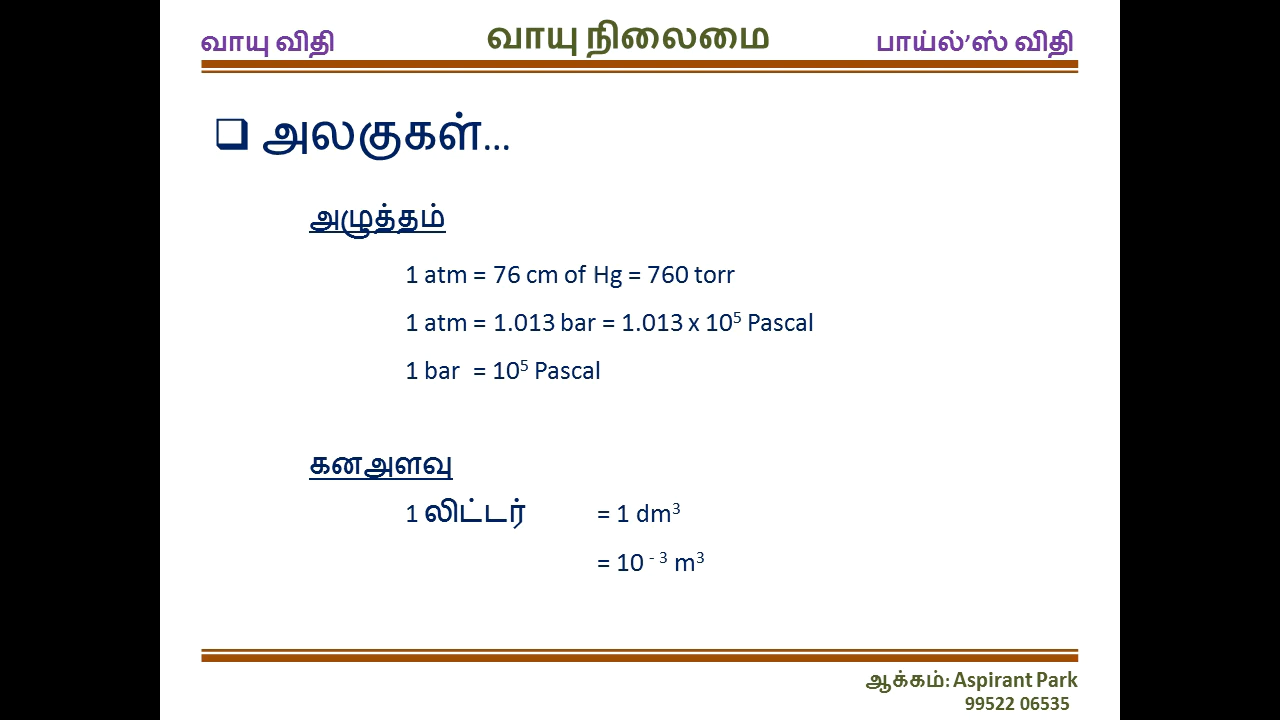 வாயு விதி வாயு நிலைமை பாய்ல்'ஸ் விதி
அலகுகள்...
அழுத்தம்
1 atm = 76 cm of Hg = 760 torr
1 atm = 1.013 bar = 1.013 x 10⁵ Pascal
1 bar = 10⁵ Pascal
கனஅளவு
1 லிட்டர் = 1 dm³
= 10⁻³ m³
ஆக்கம்: Aspirant Park
99522 06535